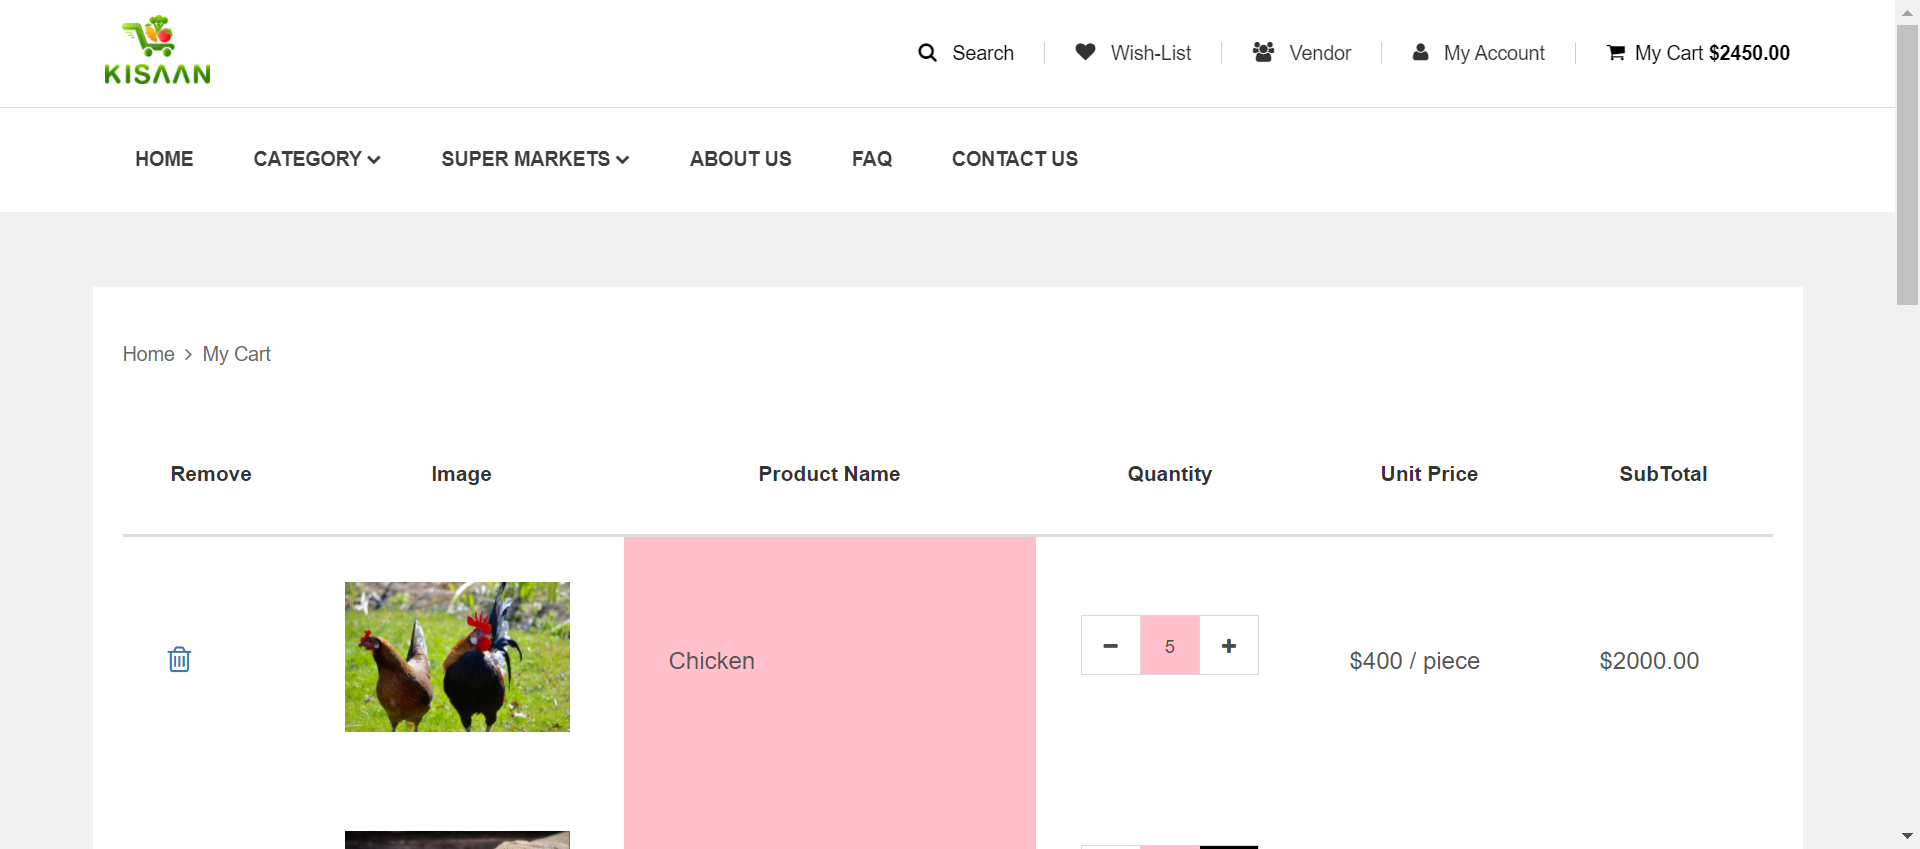 KISAAN
Search
Wish-List
Vendor
My Account
My Cart $2450.00
HOME
CATEGORY
SUPER MARKETS
ABOUT US
FAQ
CONTACT US
Home > My Cart
Remove
Image
Product Name
Quantity
Unit Price
SubTotal
Chicken
− 5 +
$400 / piece
$2000.00